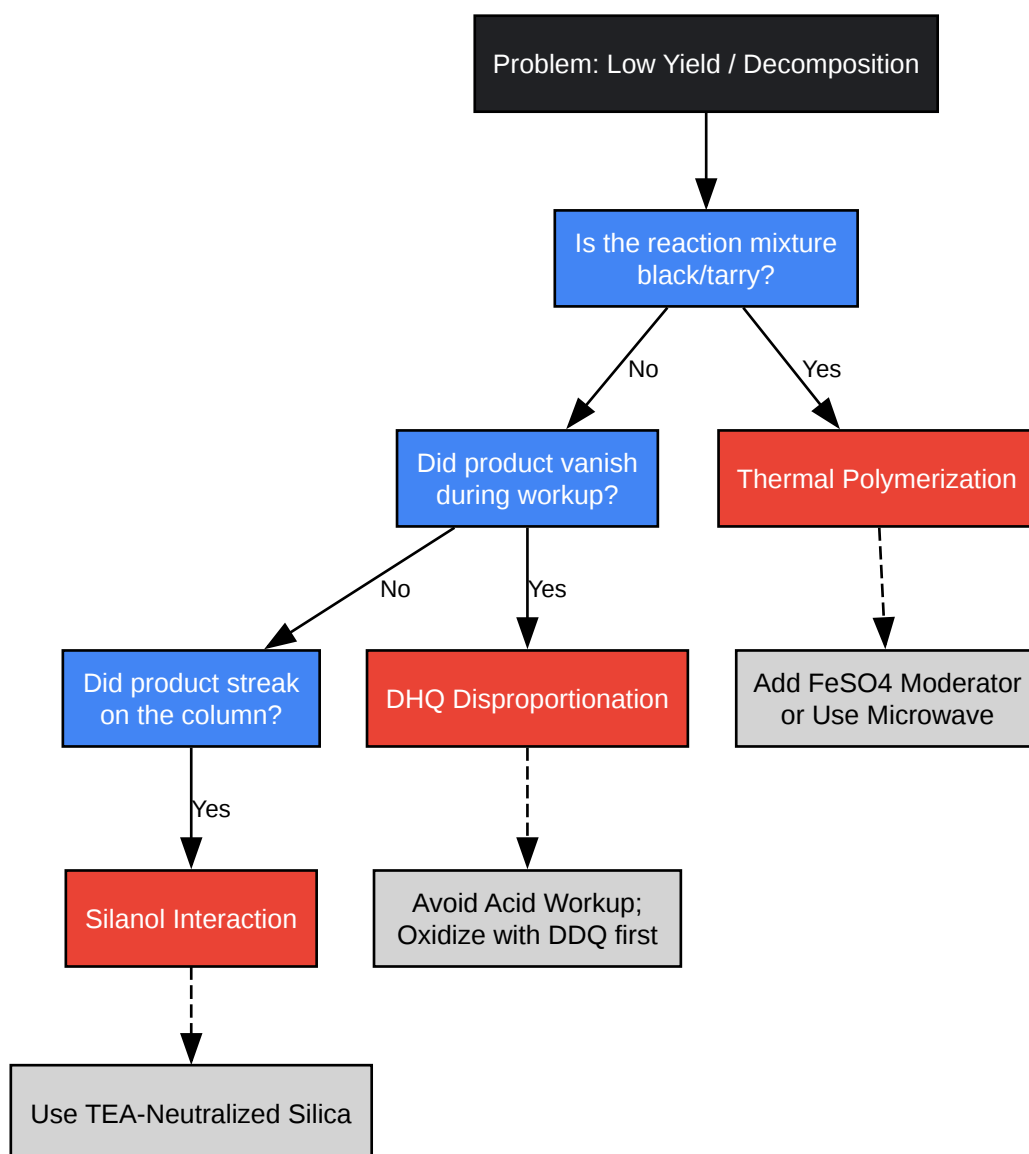 Problem: Low Yield / Decomposition
Is the reaction mixture
black/tarry?
No
Yes
Did product vanish
during workup?
Thermal Polymerization
No
Yes
Did product streak
on the column?
DHQ Disproportionation
Add FeSO4 Moderator
or Use Microwave
Yes
Silanol Interaction
Avoid Acid Workup;
Oxidize with DDQ first
Use TEA-Neutralized Silica